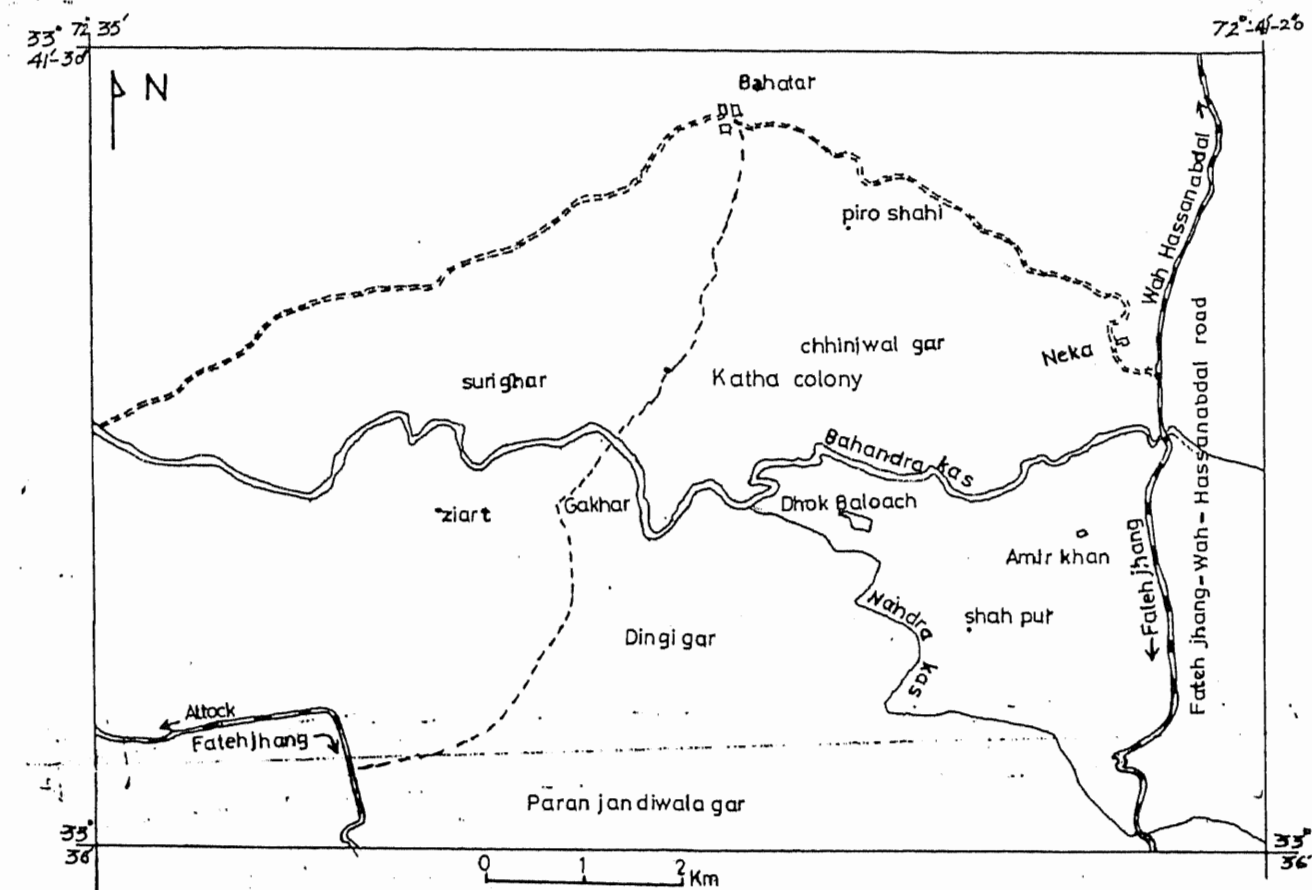 33° 72° 35'
41'-30"
72°-41'-20
N
Bahatar
Wah Hassanabdal
piro shahi
Fateh jhang-Wah-Hassanabdal road
chhinjwal gar
Neka
surighar
Katha colony
Bahandra kas
ziart
Gakhar
Dhok Baloach
Amir khan
Fatehjhang
Nandra kas
shah pur
Dingi gar
Attock
Fatehjhang
Paran jandiwala gar
33°
36'
33°
36'
0 1 2 Km